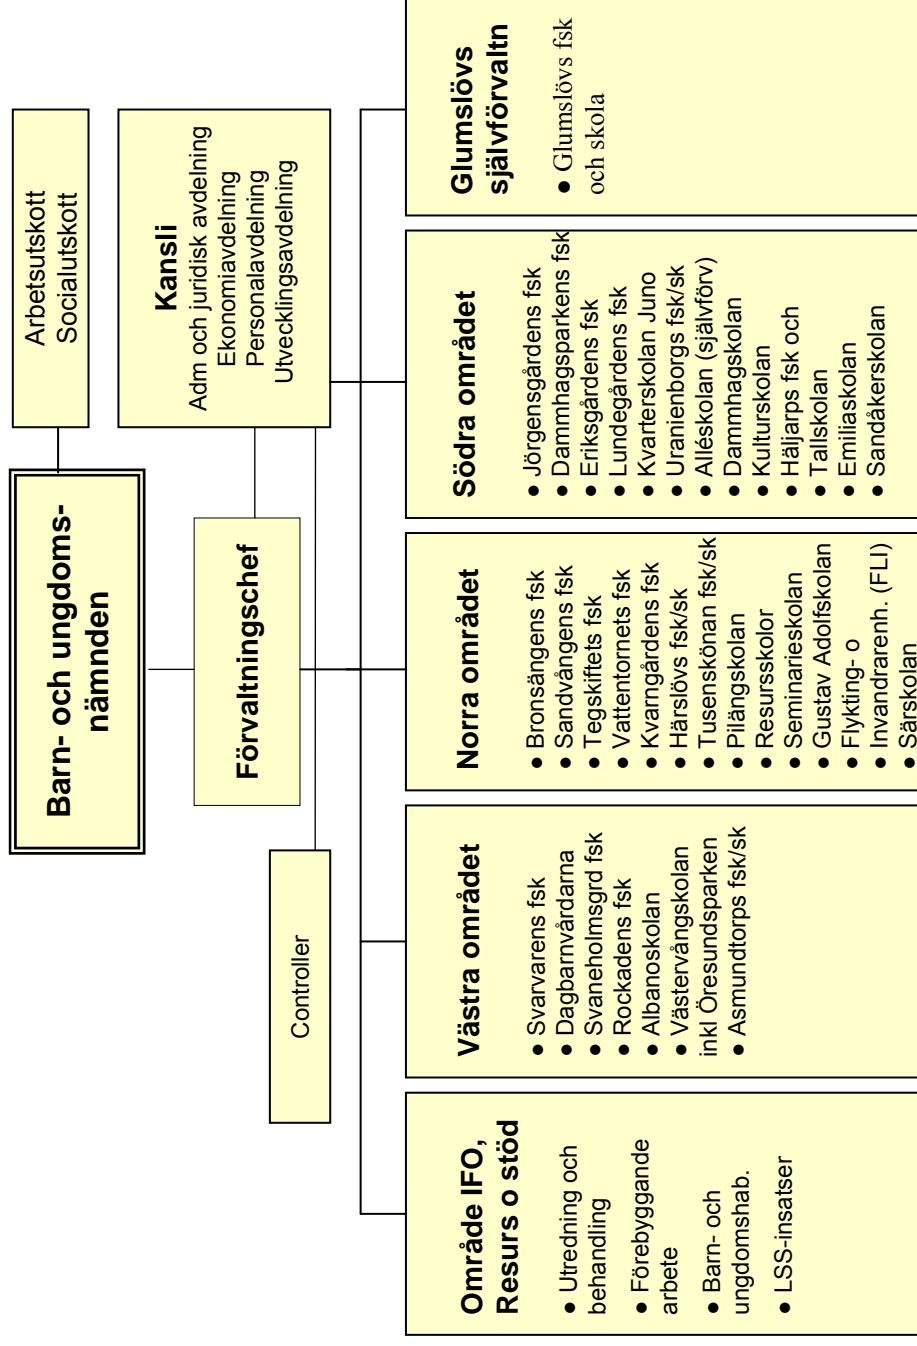 Barn- och ungdoms-
nämnden
Arbetsutskott
Socialutskott
Förvaltningschef
Kansli
Adm och juridisk avdelning
Ekonomiavdelning
Personalavdelning
Utvecklingsavdelning
Controller
Område IFO,
Resurs o stöd
● Utredning och
behandling
● Förebyggande
arbete
● Barn- och
ungdomshab.
● LSS-insatser
Västra området
● Svarvarens fsk
● Dagbarnvårdarna
● Svaneholmsgrd fsk
● Rockadens fsk
● Albanoskolan
● Västervångskolan
inkl Öresundsparken
● Asmundtorps fsk/sk
Norra området
● Bronsängens fsk
● Sandvångens fsk
● Tegskiftets fsk
● Vattentornets fsk
● Kvarngårdens fsk
● Härslövs fsk/sk
● Tusenskönan fsk/sk
● Pilängskolan
● Resursskolor
● Seminarieskolan
● Gustav Adolfskolan
● Flykting- o
● Invandrarenh. (FLI)
● Särskolan
Södra området
● Jörgensgårdens fsk
● Dammhagsparkens fsk
● Eriksgårdens fsk
● Lundegårdens fsk
● Kvarterskolan Juno
● Uranienborgs fsk/sk
● Alléskolan (självförv)
● Dammhagskolan
● Kulturskolan
● Häljarps fsk och
● Tallskolan
● Emiliaskolan
● Sandåkerskolan
Glumslövs
självförvaltn
● Glumslövs fsk
och skola